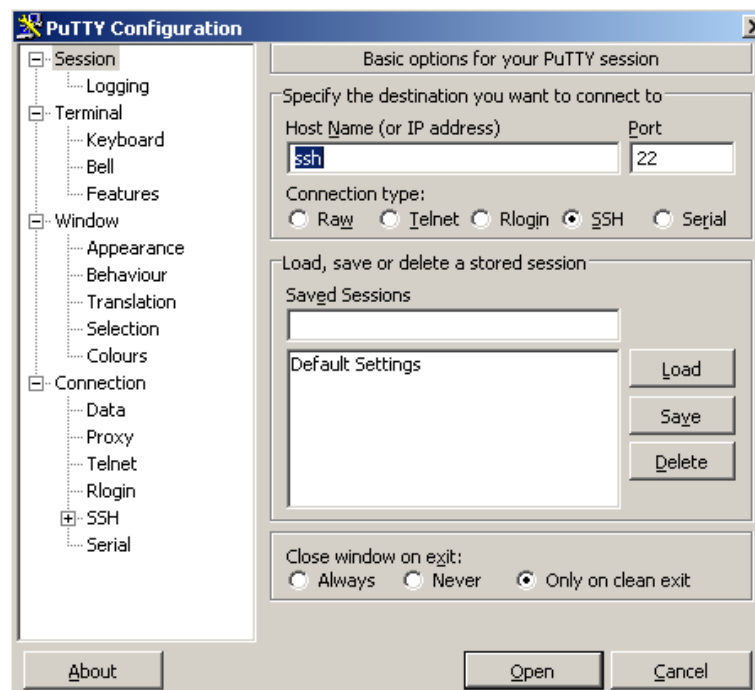 PuTTY Configuration
Session
Logging
Terminal
Keyboard
Bell
Features
Window
Appearance
Behaviour
Translation
Selection
Colours
Connection
Data
Proxy
Telnet
Rlogin
SSH
Serial
Basic options for your PuTTY session
Specify the destination you want to connect to
Host Name (or IP address) Port
ssh 22
Connection type:
Raw Telnet Rlogin SSH Serial
Load, save or delete a stored session
Saved Sessions
Default Settings
Load
Save
Delete
Close window on exit:
Always Never Only on clean exit
About Open Cancel